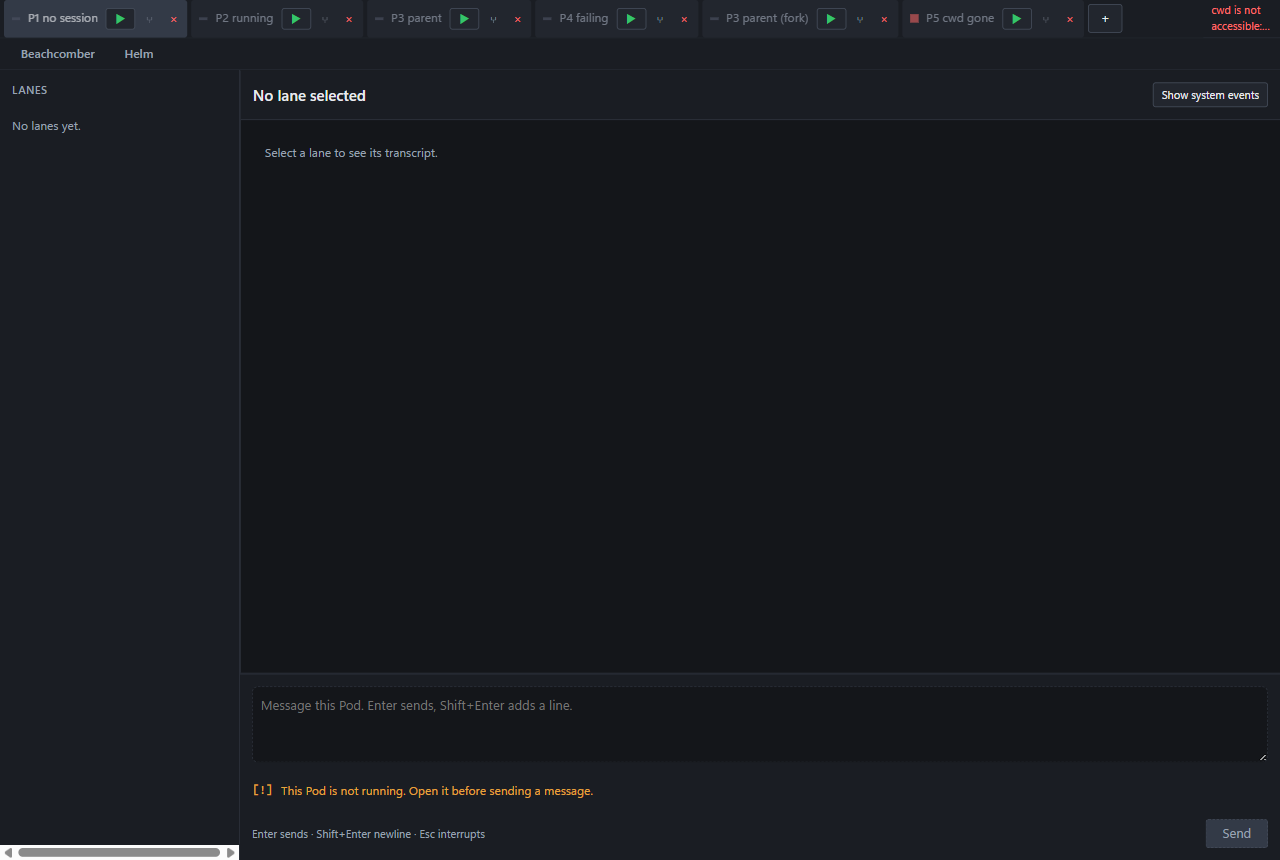 P1 no session
P2 running
P3 parent
P4 failing
P3 parent (fork)
P5 cwd gone
+
cwd is not
accessible:...
Beachcomber
Helm
LANES
No lanes yet.
No lane selected
Show system events
Select a lane to see its transcript.
Message this Pod. Enter sends, Shift+Enter adds a line.
[!] This Pod is not running. Open it before sending a message.
Enter sends · Shift+Enter newline · Esc interrupts
Send